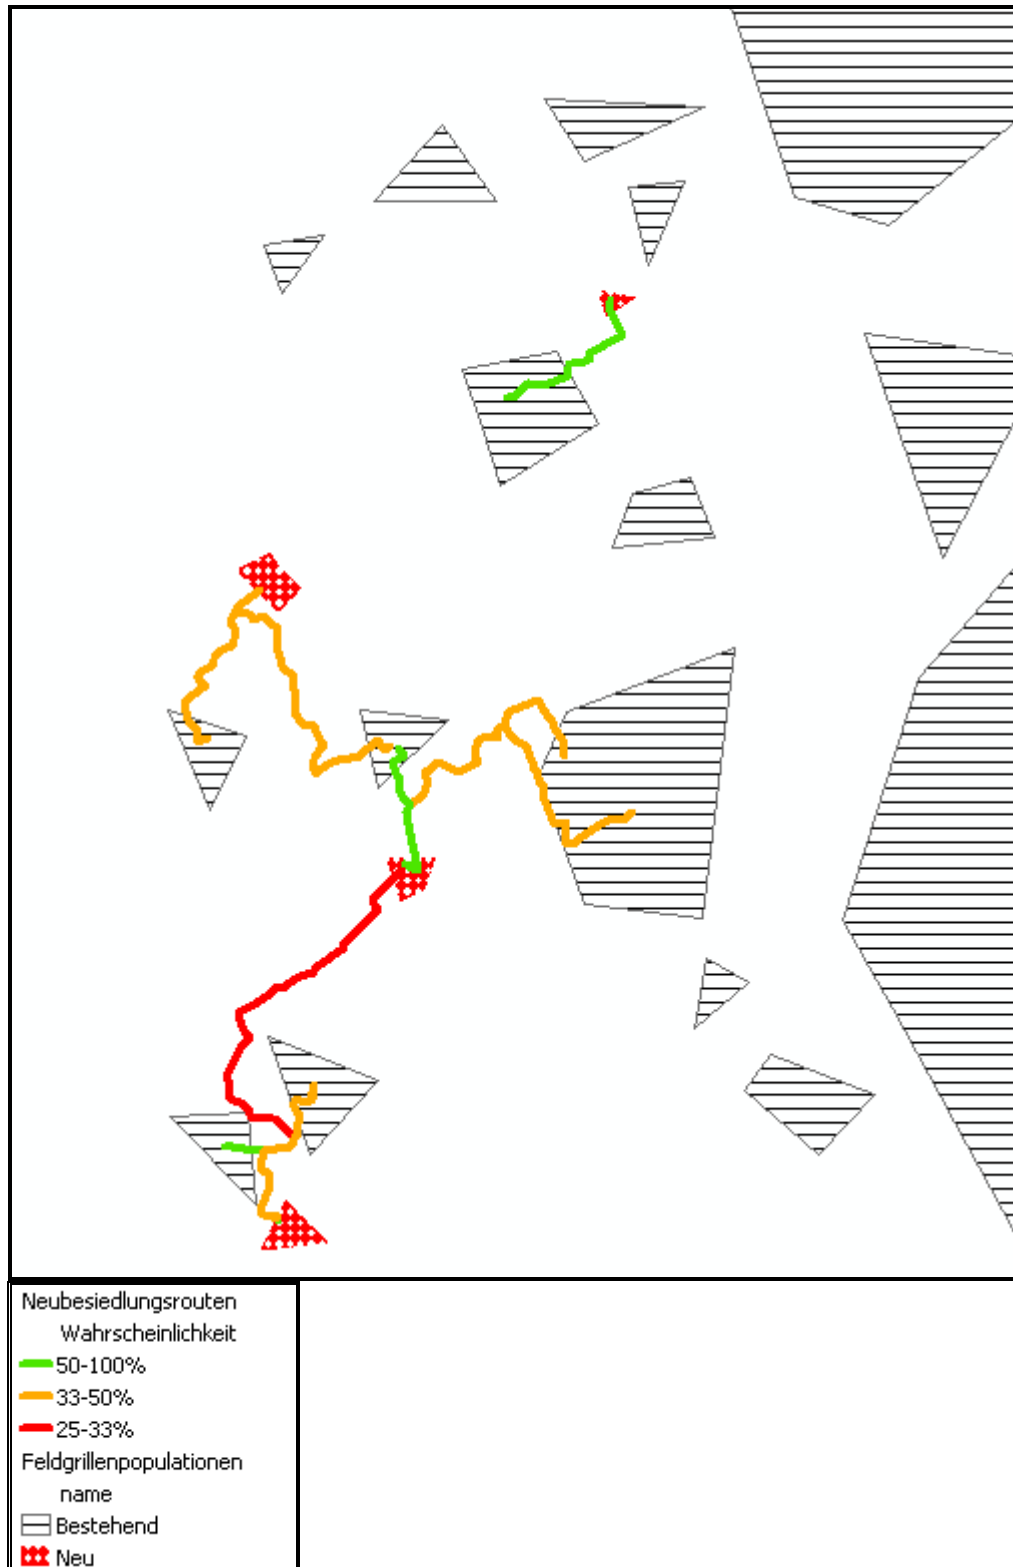 Neubesiedlungsrouten
Wahrscheinlichkeit
50-100%
33-50%
25-33%
Feldgrillenpopulationen
name
Bestehend
Neu